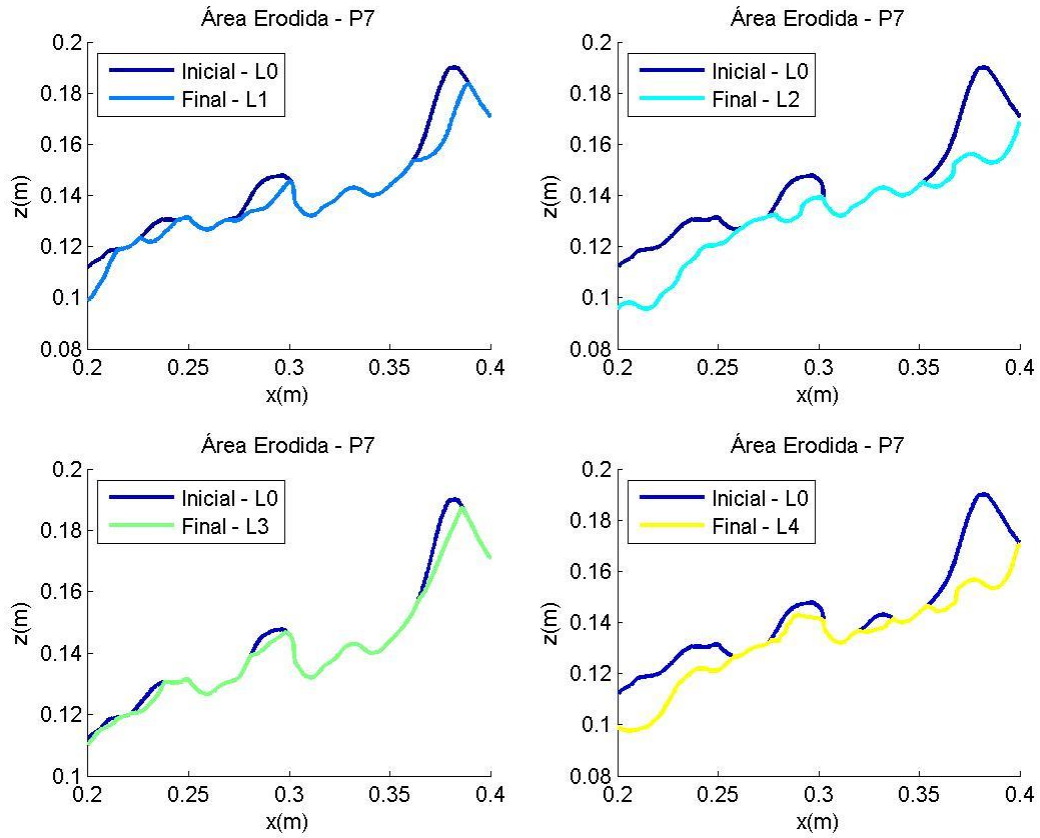 Área Erodida - P7
0.2
0.18
0.16
0.14
0.12
0.1
0.08
z(m)
Inicial - L0
Final - L1
0.2 0.25 0.3 0.35 0.4
x(m)
Área Erodida - P7
0.2
0.18
0.16
0.14
0.12
0.1
0.08
z(m)
Inicial - L0
Final - L2
0.2 0.25 0.3 0.35 0.4
x(m)
Área Erodida - P7
0.2
0.18
0.16
0.14
0.12
0.1
z(m)
Inicial - L0
Final - L3
0.2 0.25 0.3 0.35 0.4
x(m)
Área Erodida - P7
0.2
0.18
0.16
0.14
0.12
0.1
0.08
z(m)
Inicial - L0
Final - L4
0.2 0.25 0.3 0.35 0.4
x(m)